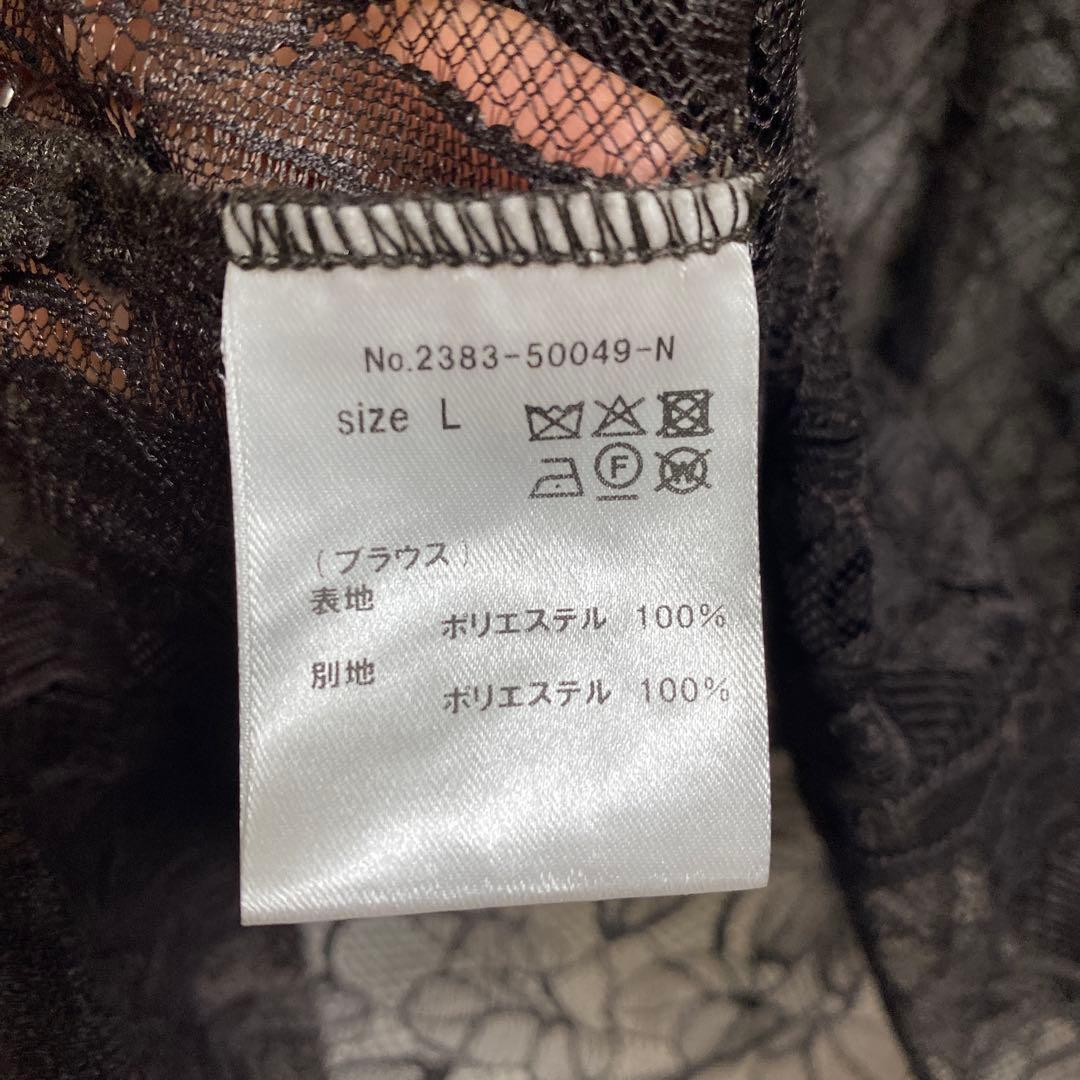 No.2383-50049-N
size L
F W
(ブラウス)
表地
ポリエステル 100%
別地
ポリエステル 100%